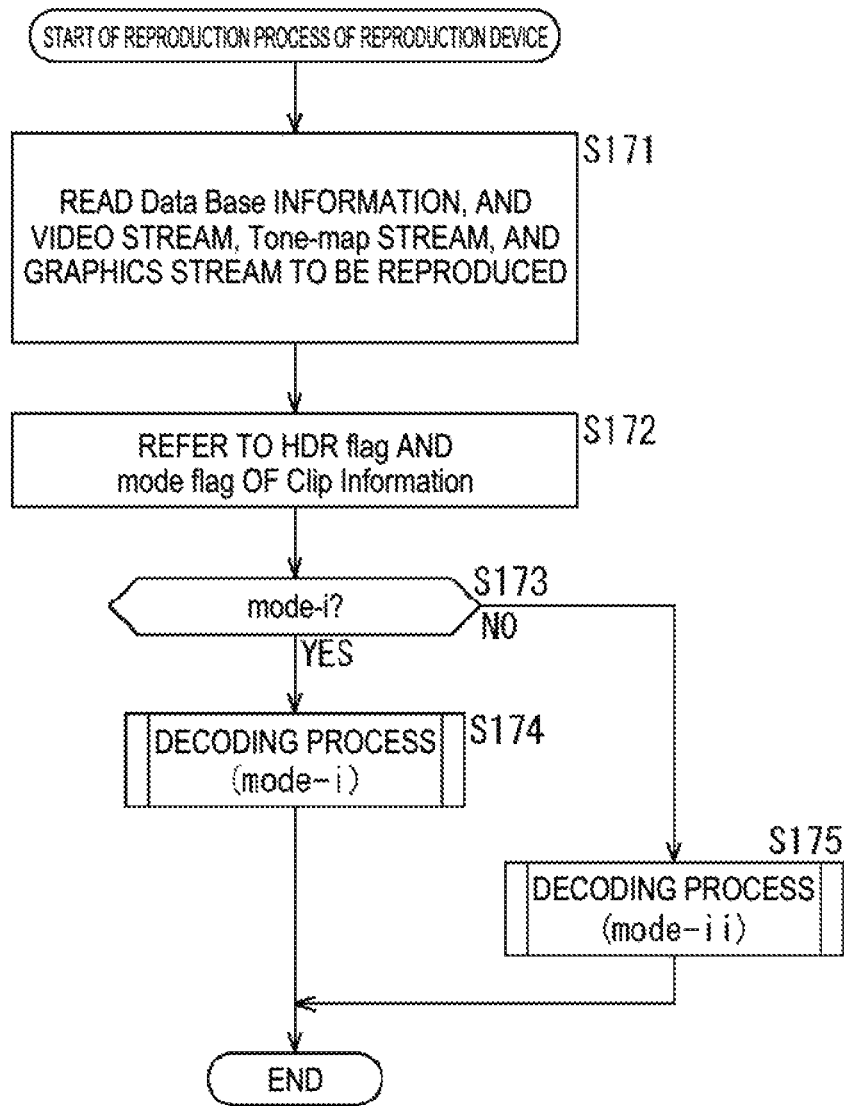 START OF REPRODUCTION PROCESS OF REPRODUCTION DEVICE
S171
READ Data Base INFORMATION, AND
VIDEO STREAM, Tone-map STREAM, AND
GRAPHICS STREAM TO BE REPRODUCED
S172
REFER TO HDR flag AND
mode flag OF Clip Information
S173
mode-i?
NO
YES
DECODING PROCESS
(mode-i)
S174
S175
DECODING PROCESS
(mode-ii)
END